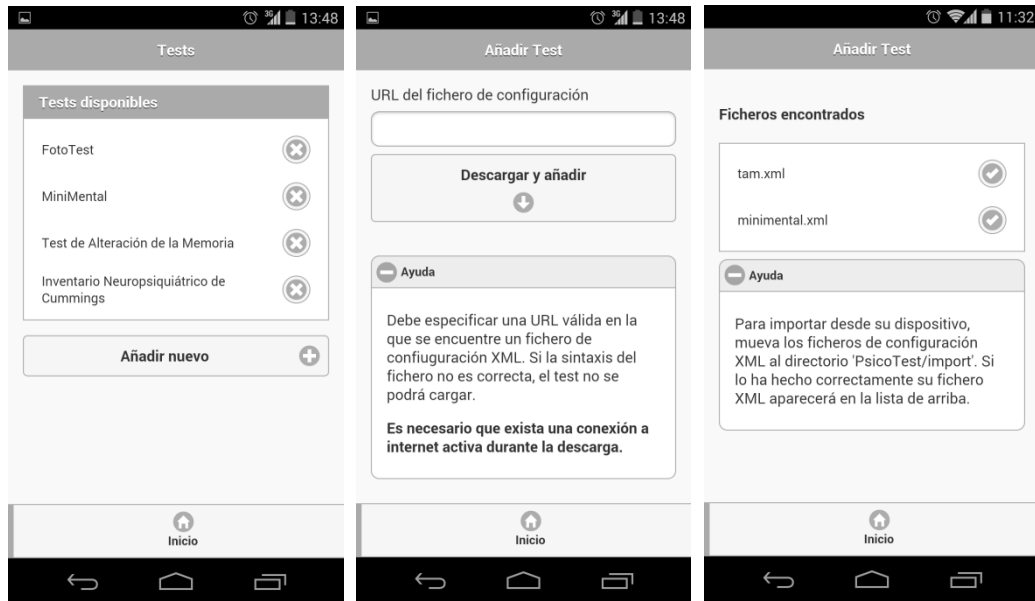 3G 13:48
Tests
Tests disponibles
FotoTest
MiniMental
Test de Alteración de la Memoria
Inventario Neuropsiquiátrico de
Cummings
Añadir nuevo
Inicio
3G 13:48
Añadir Test
URL del fichero de configuración
Descargar y añadir
Ayuda
Debe especificar una URL válida en la
que se encuentre un fichero de
confiuguración XML. Si la sintaxis del
fichero no es correcta, el test no se
podrá cargar.
Es necesario que exista una conexión a
internet activa durante la descarga.
Inicio
11:32
Añadir Test
Ficheros encontrados
tam.xml
minimental.xml
Ayuda
Para importar desde su dispositivo,
mueva los ficheros de configuración
XML al directorio 'PsicoTest/import'. Si
lo ha hecho correctamente su fichero
XML aparecerá en la lista de arriba.
Inicio